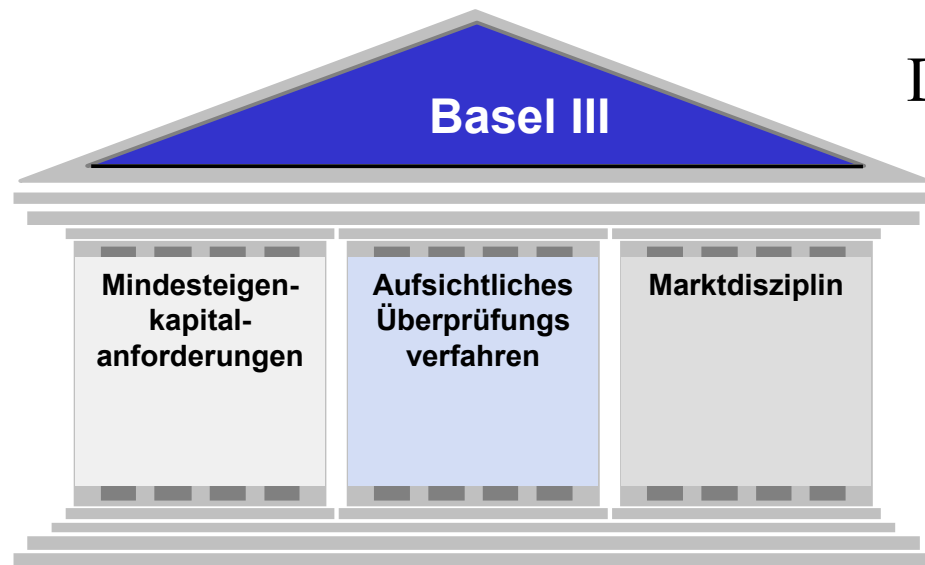 Basel III
Mindesteigen-
kapital-
anforderungen
Aufsichtliches
Überprüfungs
verfahren
Marktdisziplin